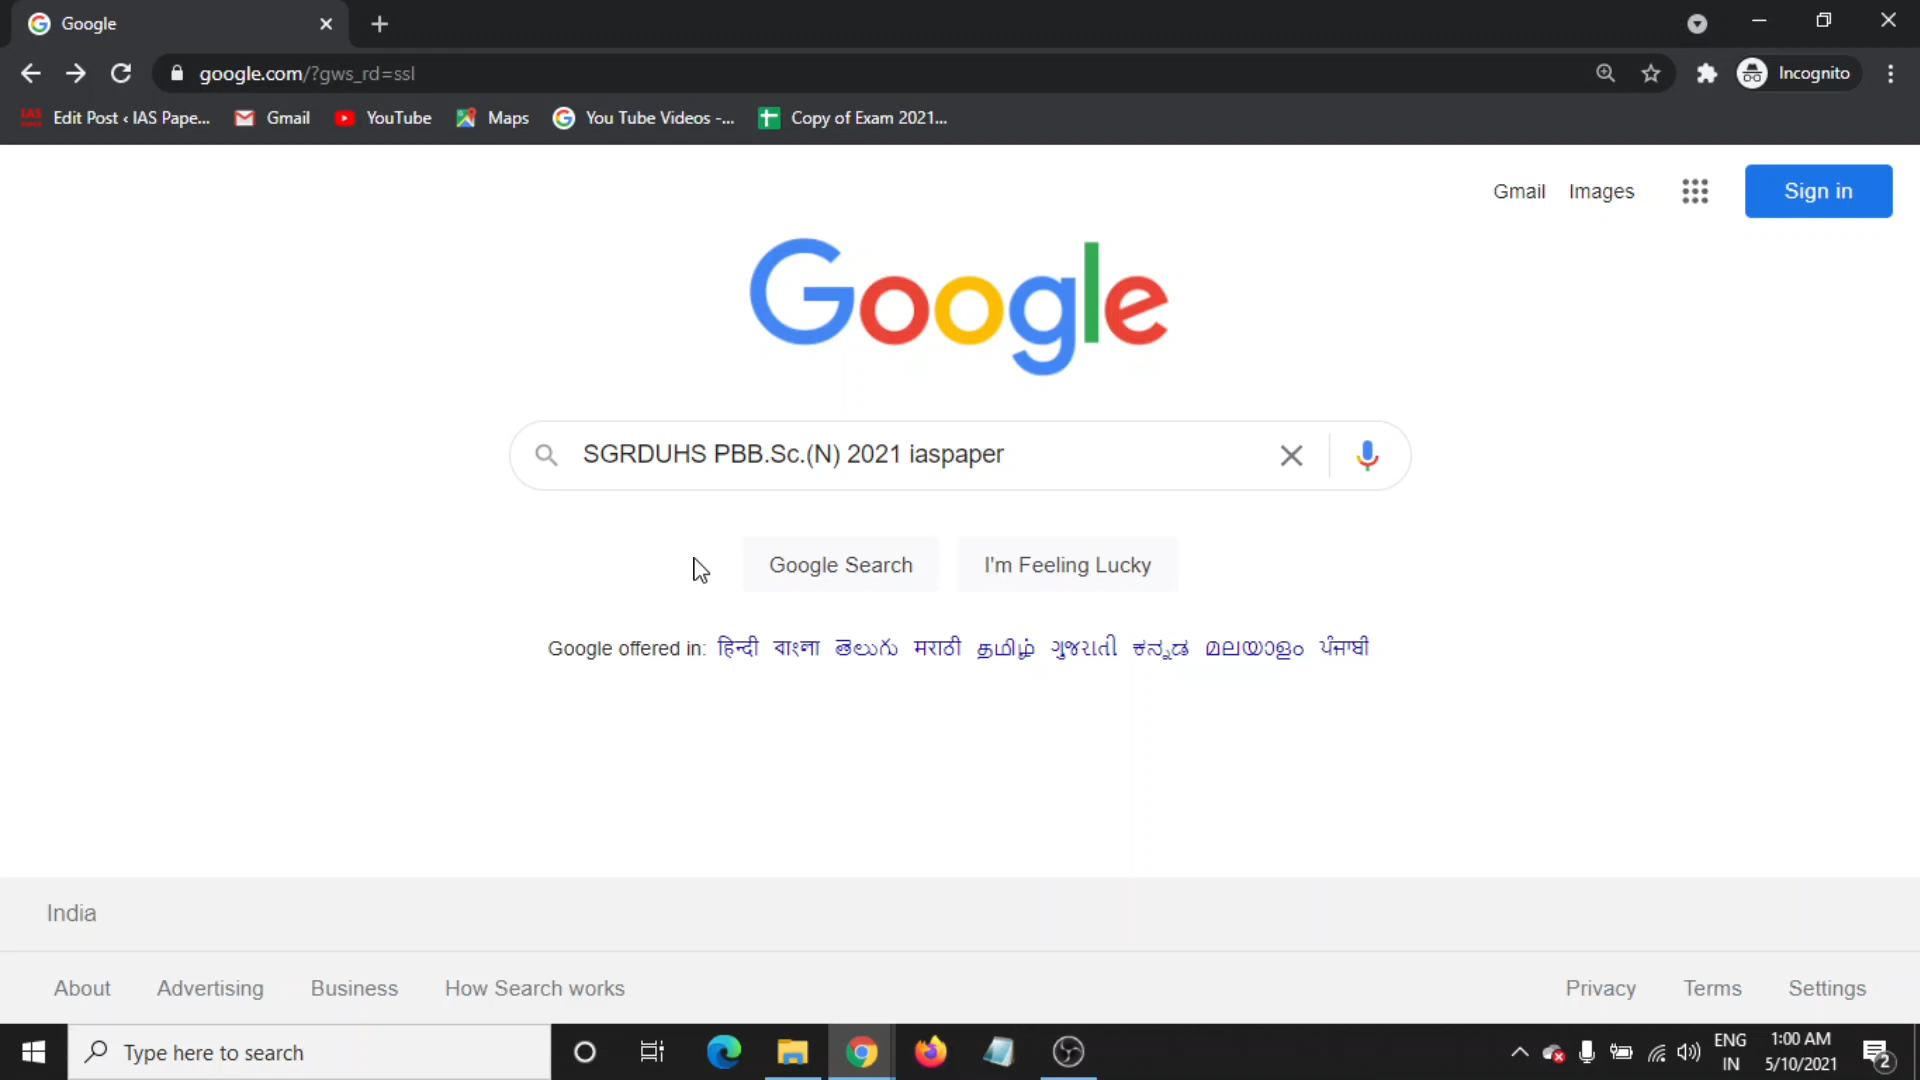 Google
google.com/?gws_rd=ssl
Incognito
IAS Edit Post ‹ IAS Pape... Gmail YouTube Maps You Tube Videos -... Copy of Exam 2021...
Gmail Images Sign in
Google
SGRDUHS PBB.Sc.(N) 2021 iaspaper
Google Search I'm Feeling Lucky
Google offered in: हिन्दी বাংলা తెలుగు मराठी தமிழ் ગુજરાતી ಕನ್ನಡ മലയാളം ਪੰਜਾਬੀ
India
About Advertising Business How Search works Privacy Terms Settings
Type here to search
ENG 1:00 AM
IN 5/10/2021
2